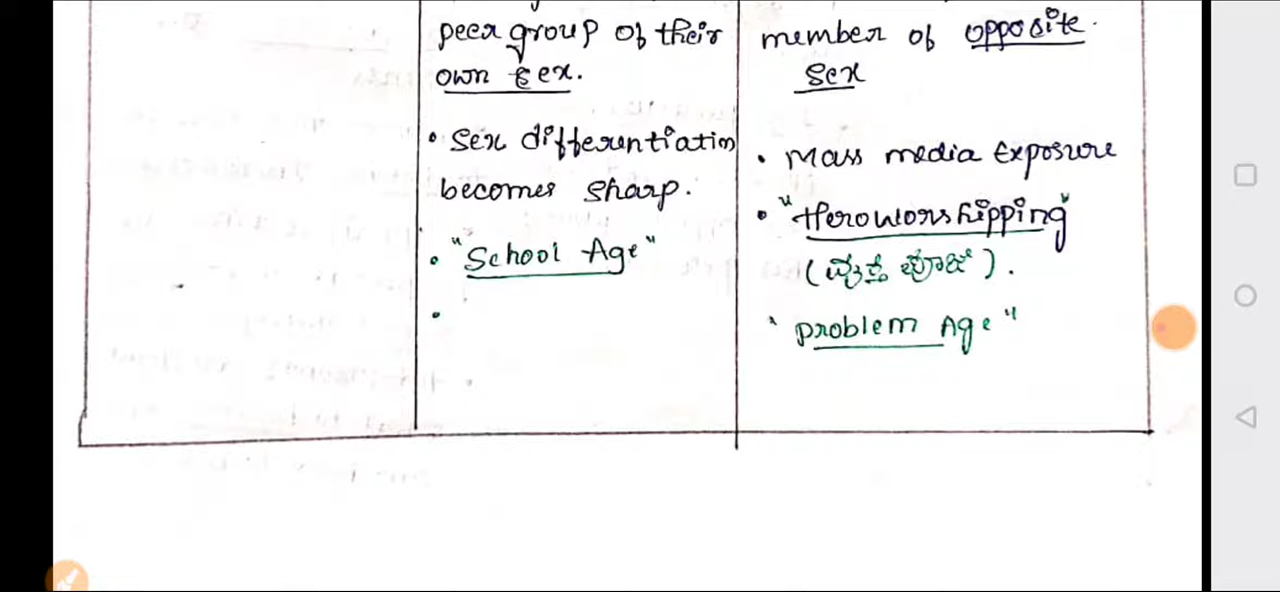 peer group of their
own sex.
• Sex differentiation
becomes sharp.
• "School Age"
•
member of opposite
sex
• Mass media Exposure
• "Heroworshipping"
(ವ್ಯಕ್ತಿ ಪೂಜೆ).
" Problem Age "